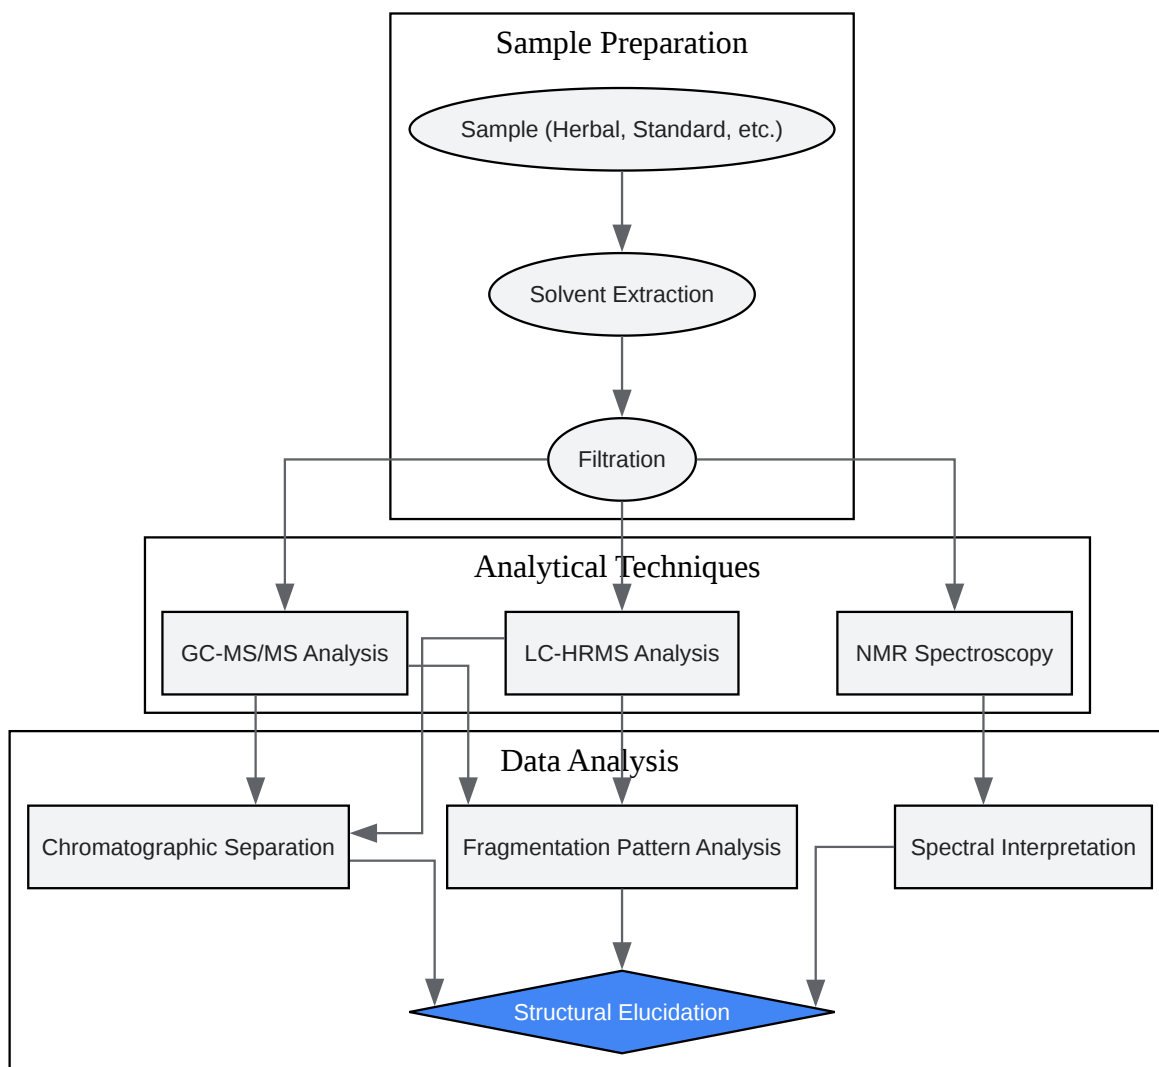 Sample Preparation
Sample (Herbal, Standard, etc.)
Solvent Extraction
Filtration
Analytical Techniques
GC-MS/MS Analysis
LC-HRMS Analysis
NMR Spectroscopy
Data Analysis
Chromatographic Separation
Fragmentation Pattern Analysis
Spectral Interpretation
Structural Elucidation